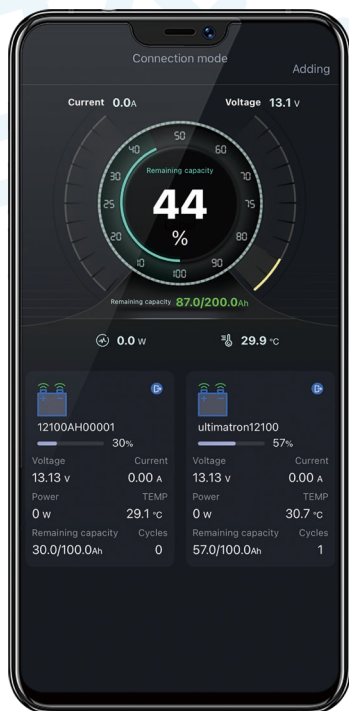 Connection mode
Adding
Current 0.0A
Voltage 13.1 V
50
40
60
30
70
25
75
20
80
10
90
100
Remaining capacity
44
%
Remaining capacity 87.0/200.0Ah
0.0 W
29.9 °C
12100AH00001
30%
Voltage Current
13.13 V 0.00 A
Power TEMP
0 W 29.1 °C
Remaining capacity Cycles
30.0/100.0Ah 0
ultimatron12100
57%
Voltage Current
13.13 V 0.00 A
Power TEMP
0 W 30.7 °C
Remaining capacity Cycles
57.0/100.0Ah 1